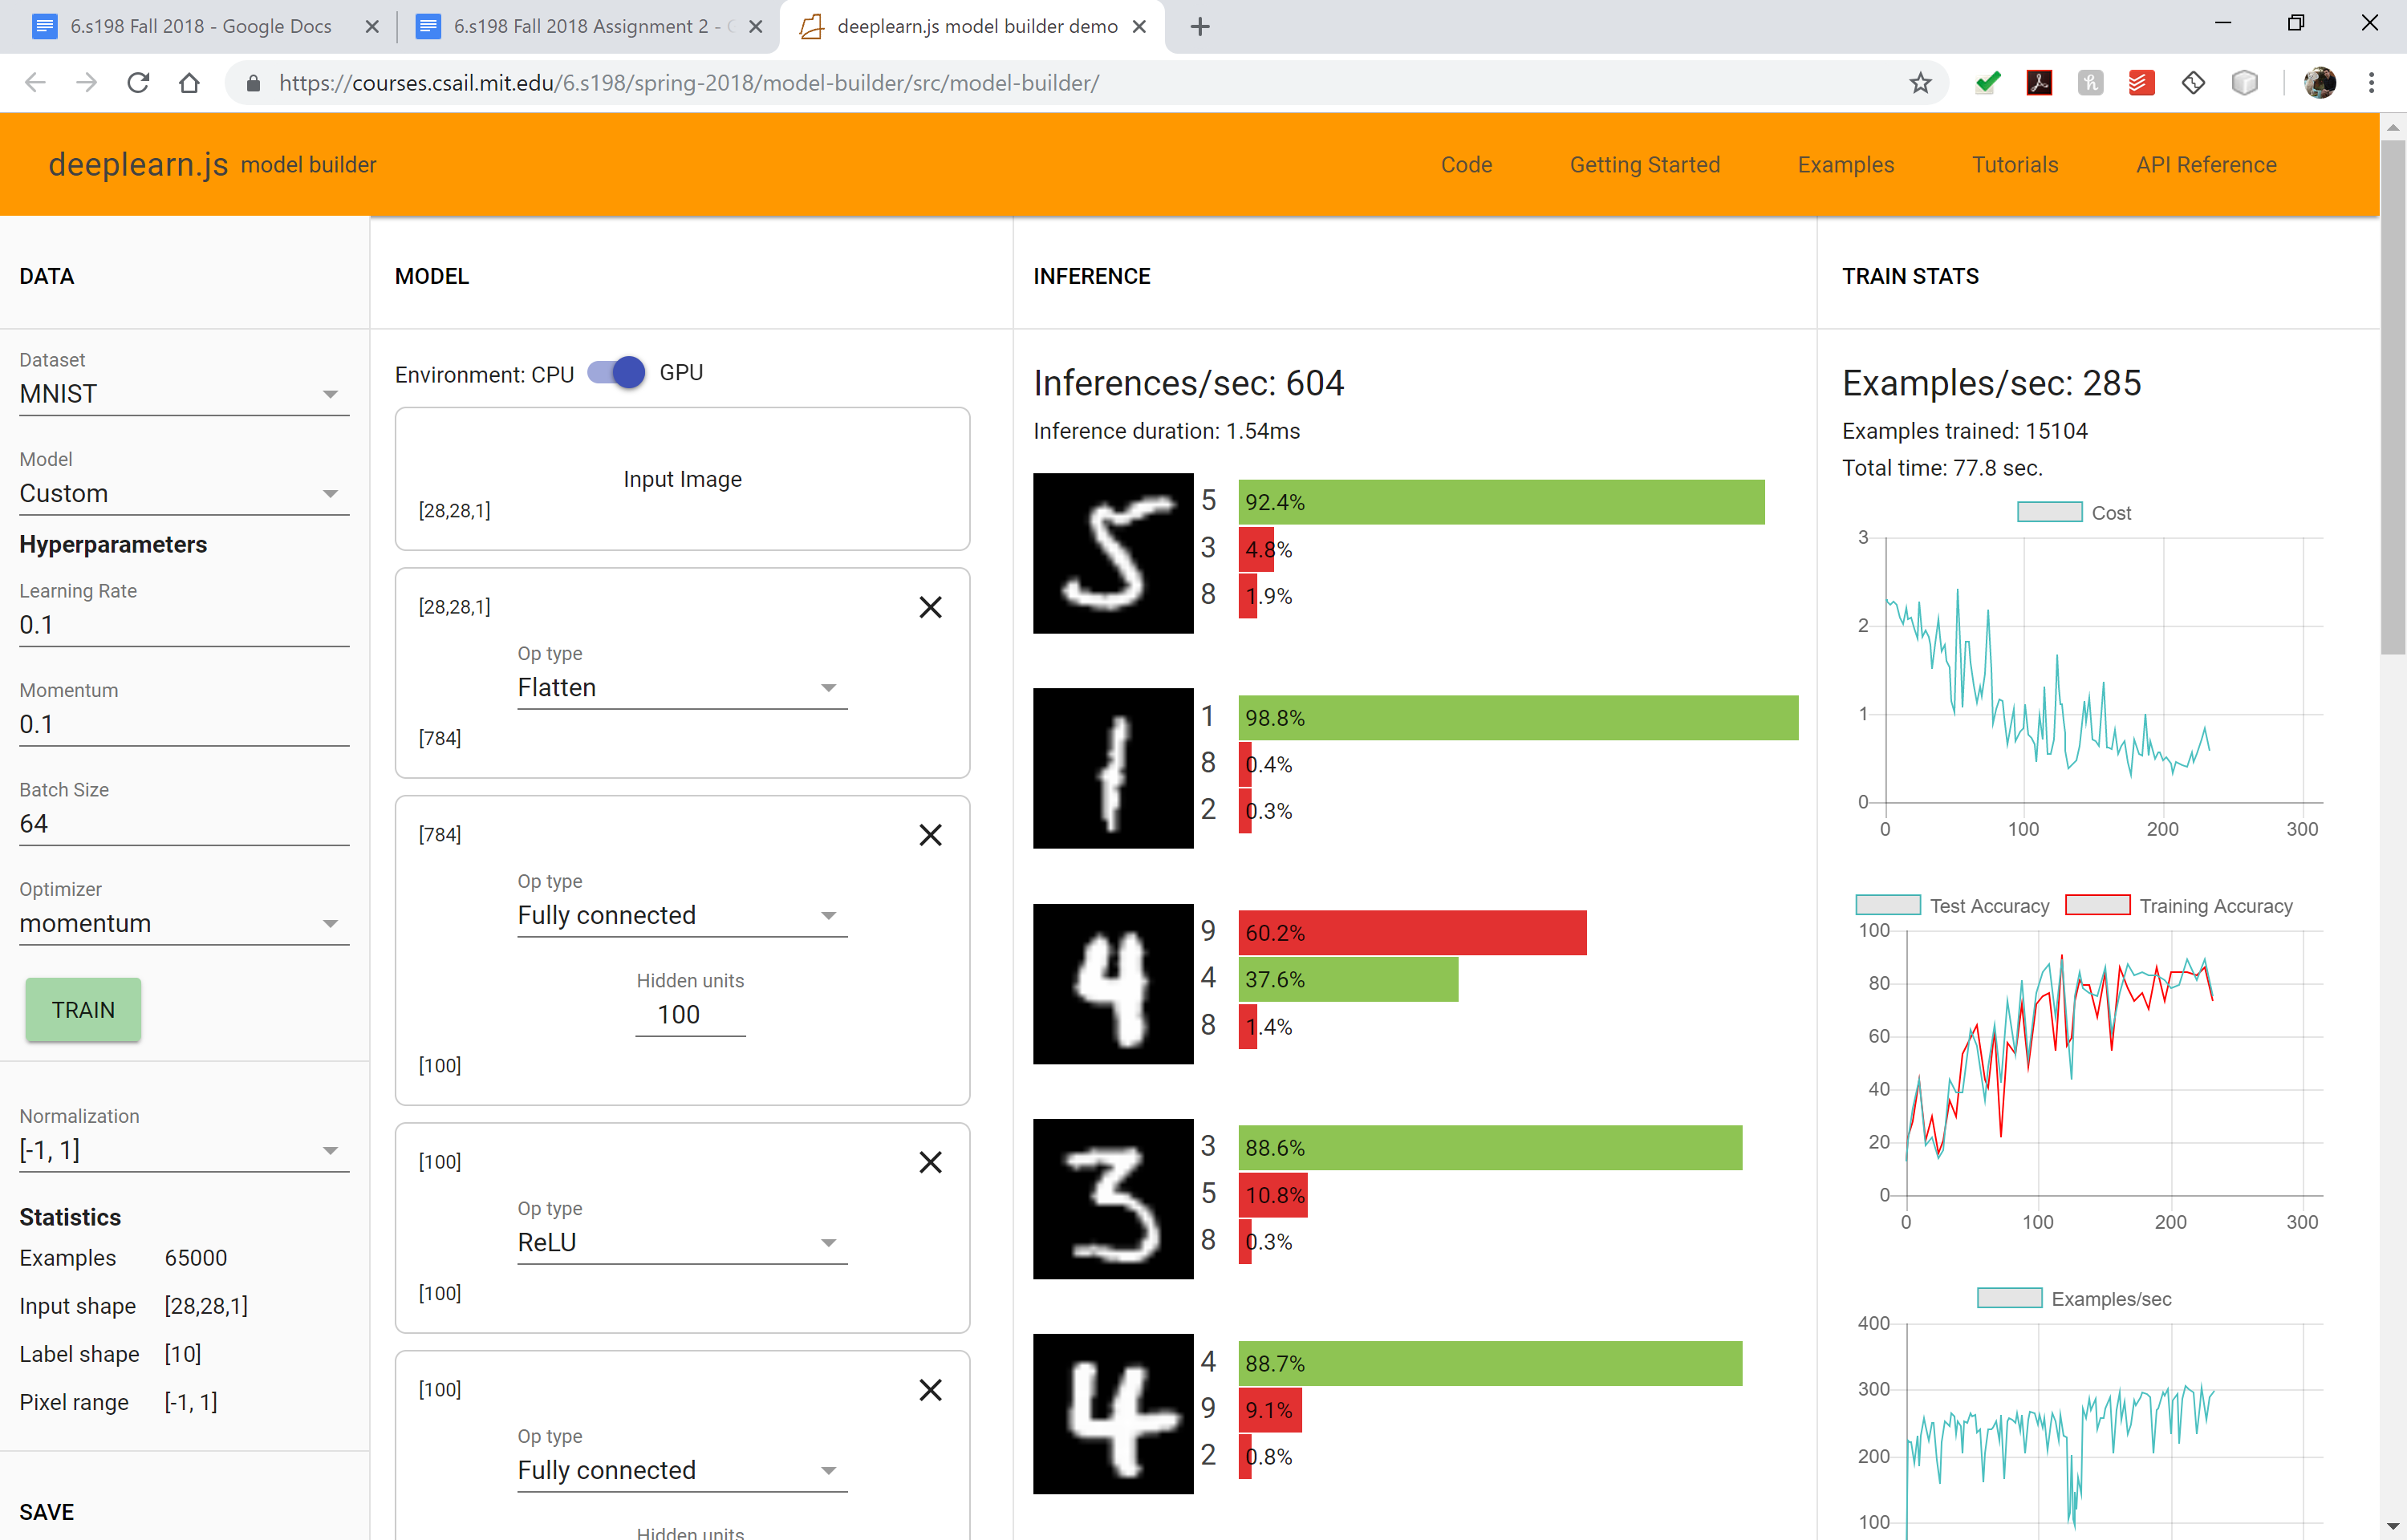 6.s198 Fall 2018 - Google Docs
6.s198 Fall 2018 Assignment 2 -
deeplearn.js model builder demo
https://courses.csail.mit.edu/6.s198/spring-2018/model-builder/src/model-builder/
deeplearn.js model builder
Code
Getting Started
Examples
Tutorials
API Reference
DATA
Dataset
MNIST
Model
Custom
Hyperparameters
Learning Rate
0.1
Momentum
0.1
Batch Size
64
Optimizer
momentum
TRAIN
Normalization
[-1, 1]
Statistics
Examples 65000
Input shape [28,28,1]
Label shape [10]
Pixel range [-1, 1]
SAVE
MODEL
Environment: CPU GPU
Input Image
[28,28,1]
[28,28,1]
Op type
Flatten
[784]
[784]
Op type
Fully connected
Hidden units
100
[100]
[100]
Op type
ReLU
[100]
[100]
Op type
Fully connected
Hidden units
INFERENCE
Inferences/sec: 604
Inference duration: 1.54ms
5 5 92.4%
3 4.8%
8 1.9%
1 1 98.8%
8 0.4%
2 0.3%
4 9 60.2%
4 37.6%
8 1.4%
3 3 88.6%
5 10.8%
8 0.3%
4 4 88.7%
9 9.1%
2 0.8%
TRAIN STATS
Examples/sec: 285
Examples trained: 15104
Total time: 77.8 sec.
Cost
3
2
1
0
0 100 200 300
Test Accuracy Training Accuracy
100
80
60
40
20
0
0 100 200 300
Examples/sec
400
300
200
100